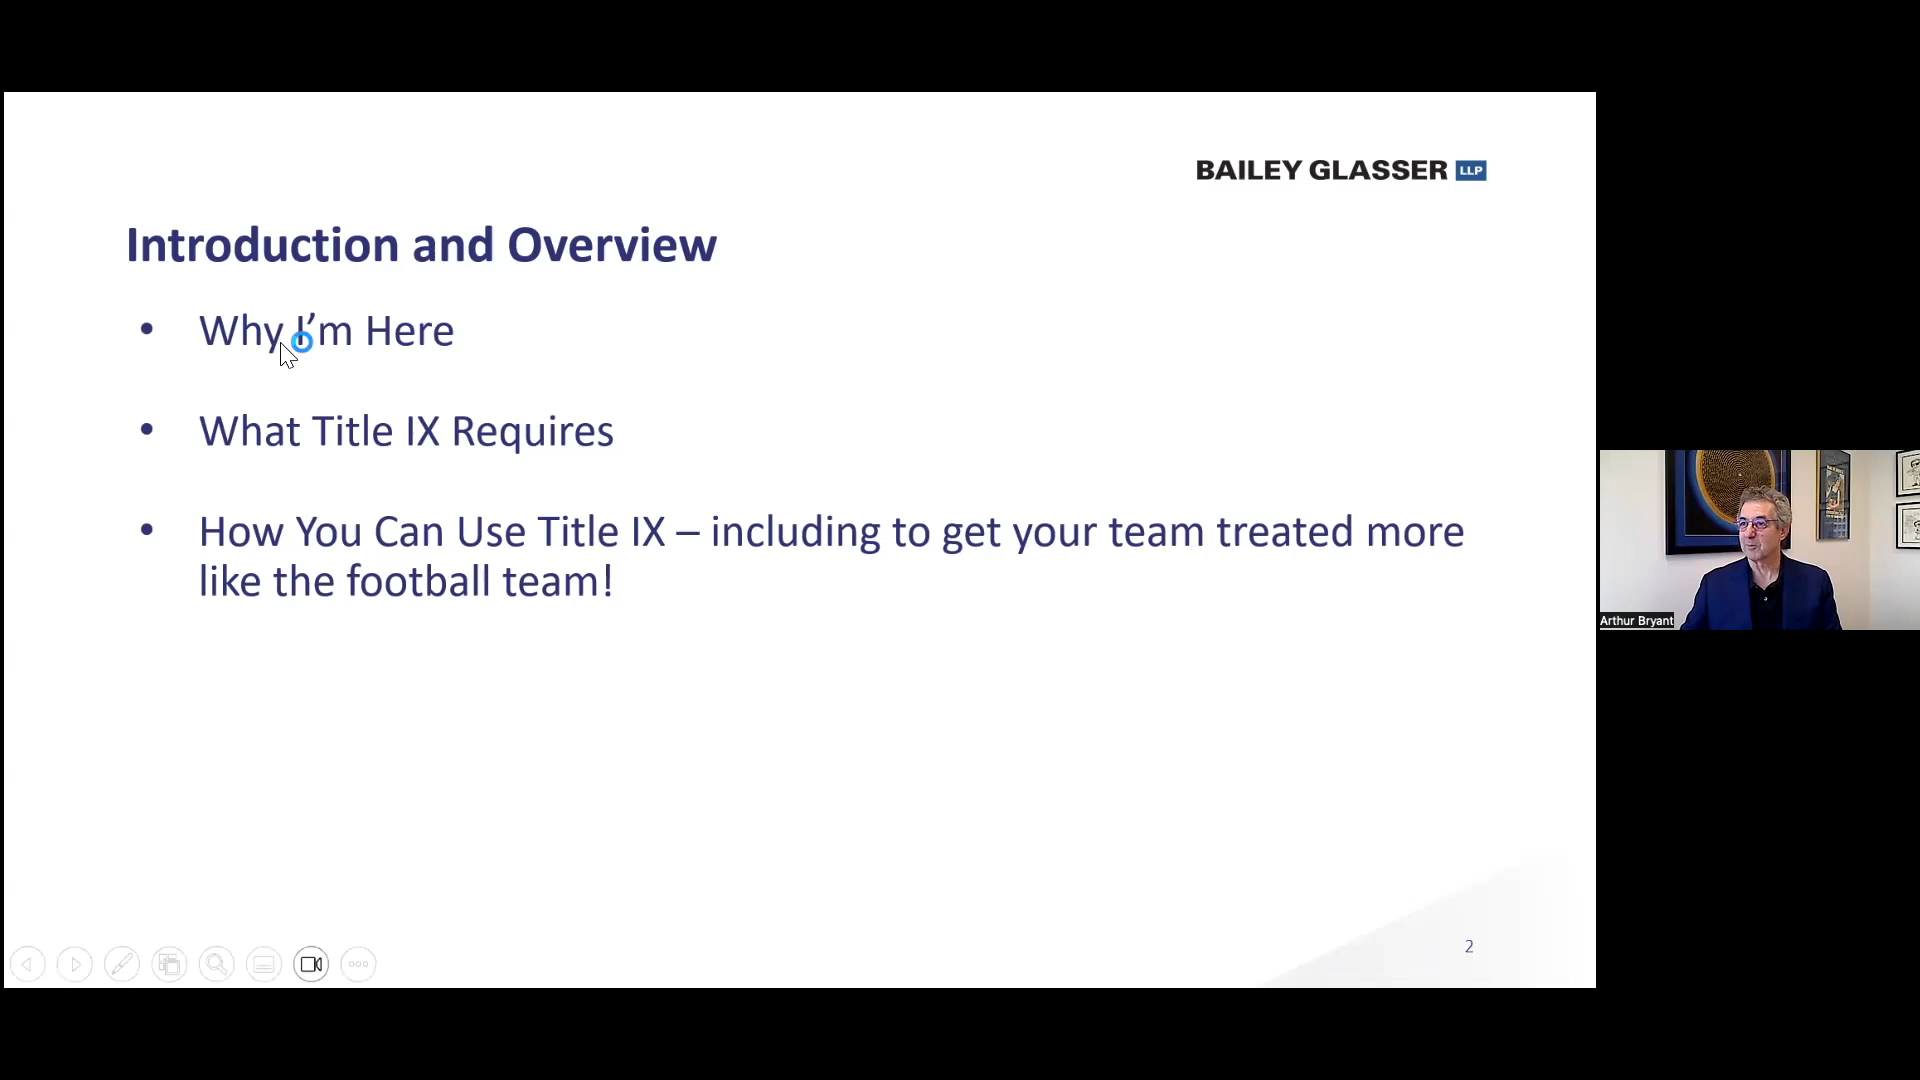 BAILEY GLASSER LLP
Introduction and Overview
• Why I’m Here
• What Title IX Requires
• How You Can Use Title IX – including to get your team treated more
like the football team!
Arthur Bryant
2